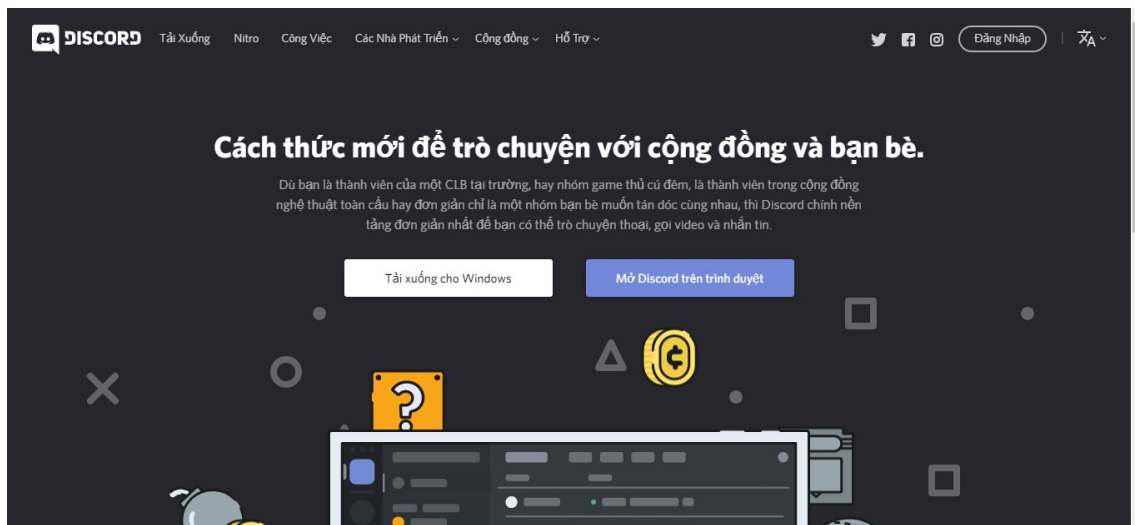 DISCORD Tải Xuống Nitro Công Việc Các Nhà Phát Triển Cộng đồng Hỗ Trợ Đăng Nhập
Cách thức mới để trò chuyện với cộng đồng và bạn bè.
Dù bạn là thành viên của một CLB tại trường, hay nhóm game thủ cú đêm, là thành viên trong cộng đồng
nghệ thuật toàn cầu hay đơn giản chỉ là một nhóm bạn bè muốn tán dóc cùng nhau, thì Discord chính nền
tảng đơn giản nhất để bạn có thể trò chuyện thoại, gọi video và nhắn tin.
Tải xuống cho Windows Mở Discord trên trình duyệt